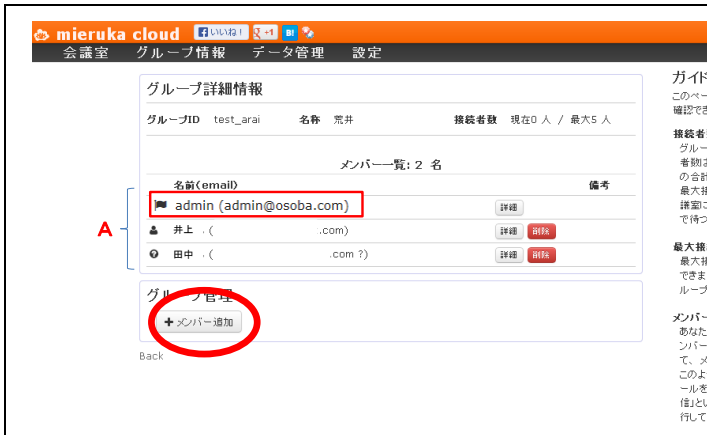 mieruka cloud いいね! +1 B!
会議室 グループ情報 データ管理 設定
グループ詳細情報
グループID test_arai 名称 荒井 接続者数 現在0 人 / 最大5 人
メンバー一覧: 2 名
名前(email) 備考
admin (admin@osoba.com) 詳細
A
井上 . ( .com) 詳細 削除
田中 . ( .com ?) 詳細 削除
グループ管理
+メンバー追加
Back
ガイド
このペー
確認でき
接続者
グルー
者数は
の合計
最大接
議室に
で待つ
最大接
最大接
できま
ループ
メンバー
あなた
ンバー
て、メ
このよ
ールを
信」とい
行して